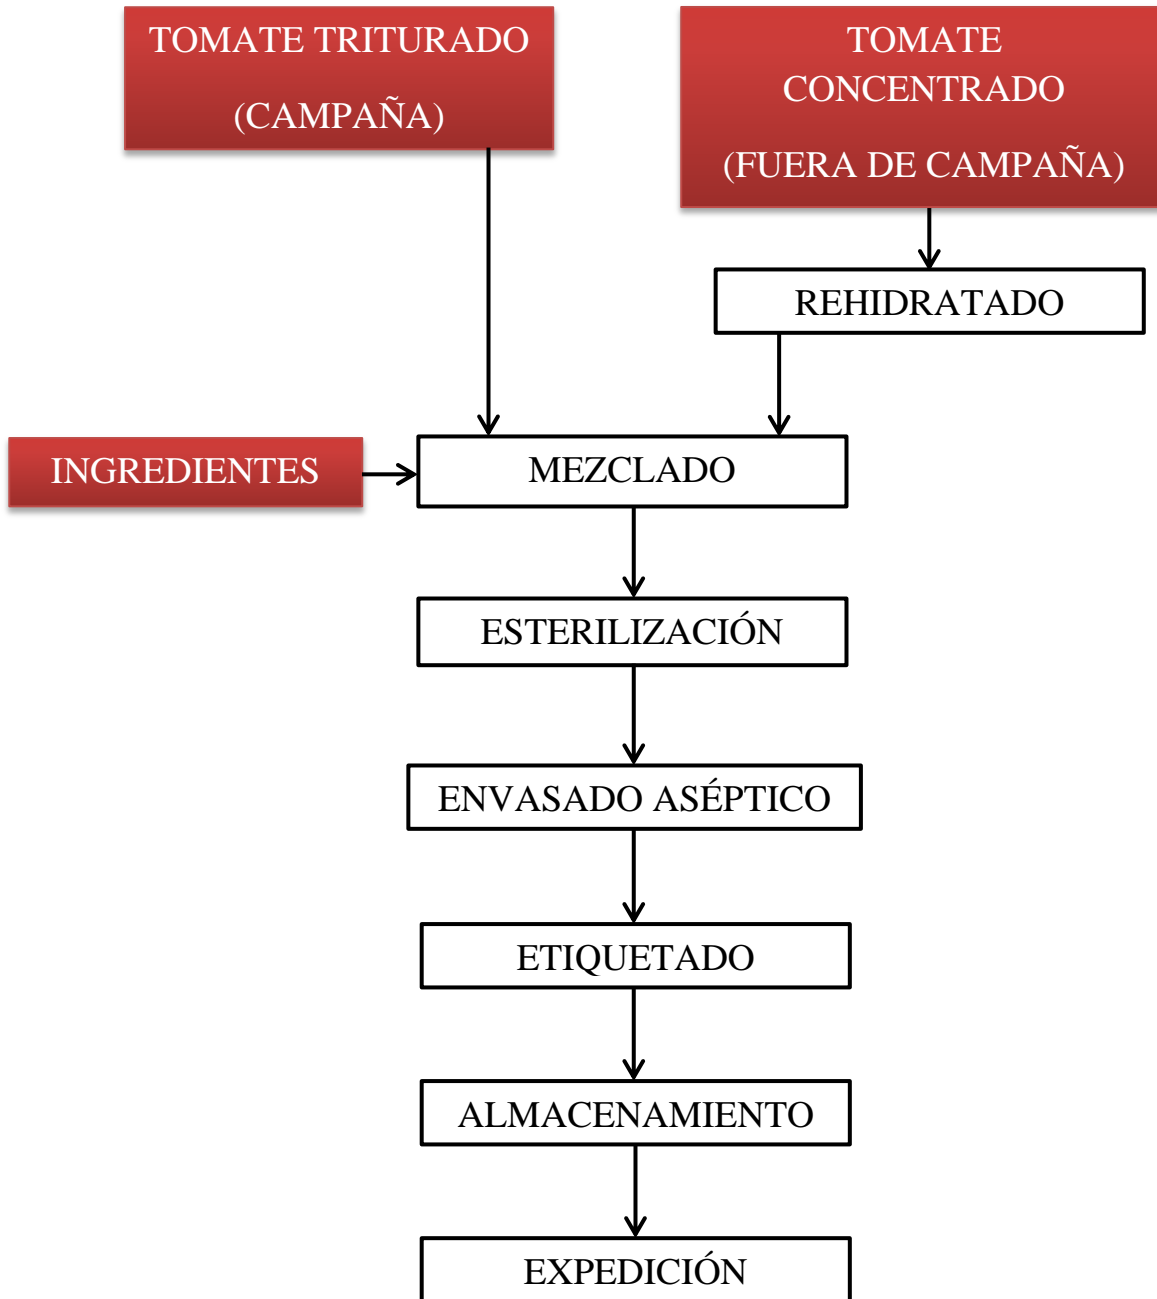 TOMATE TRITURADO
(CAMPAÑA)
TOMATE
CONCENTRADO
(FUERA DE CAMPAÑA)
REHIDRATADO
INGREDIENTES
MEZCLADO
ESTERILIZACIÓN
ENVASADO ASÉPTICO
ETIQUETADO
ALMACENAMIENTO
EXPEDICIÓN